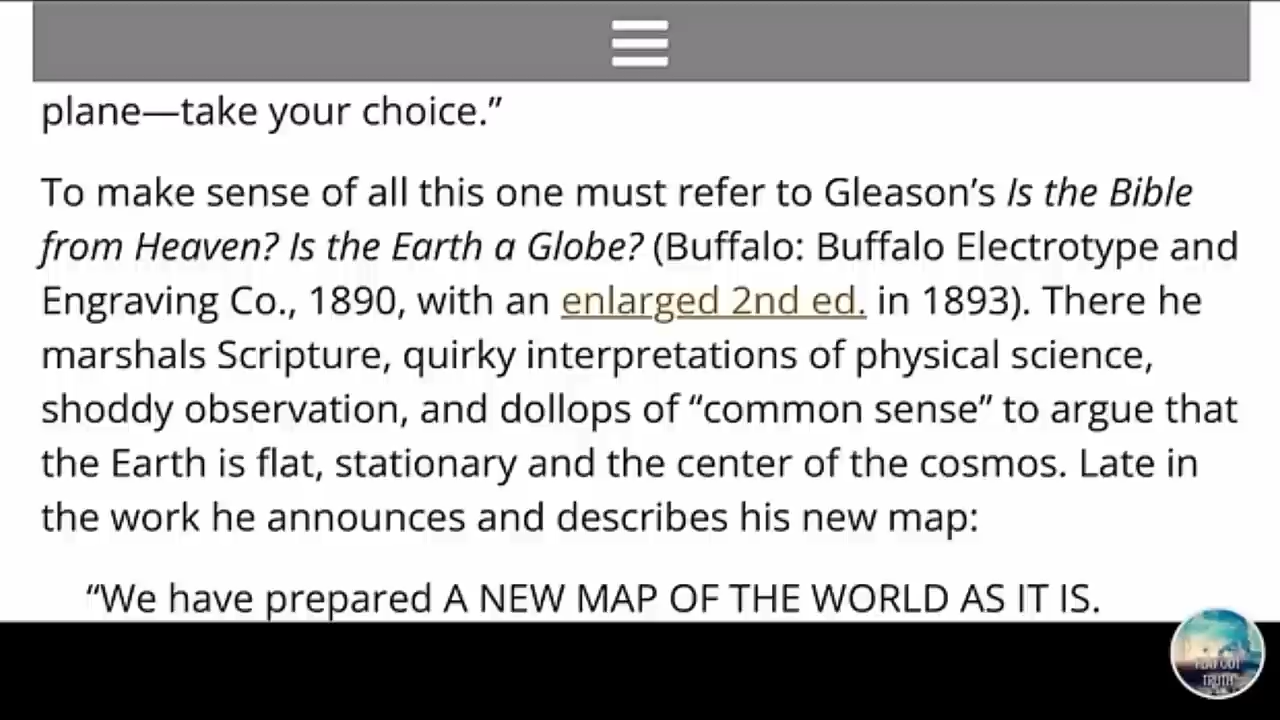 plane—take your choice.”
To make sense of all this one must refer to Gleason’s Is the Bible
from Heaven? Is the Earth a Globe? (Buffalo: Buffalo Electrotype and
Engraving Co., 1890, with an enlarged 2nd ed. in 1893). There he
marshals Scripture, quirky interpretations of physical science,
shoddy observation, and dollops of “common sense” to argue that
the Earth is flat, stationary and the center of the cosmos. Late in
the work he announces and describes his new map:
“We have prepared A NEW MAP OF THE WORLD AS IT IS.
TRUTH